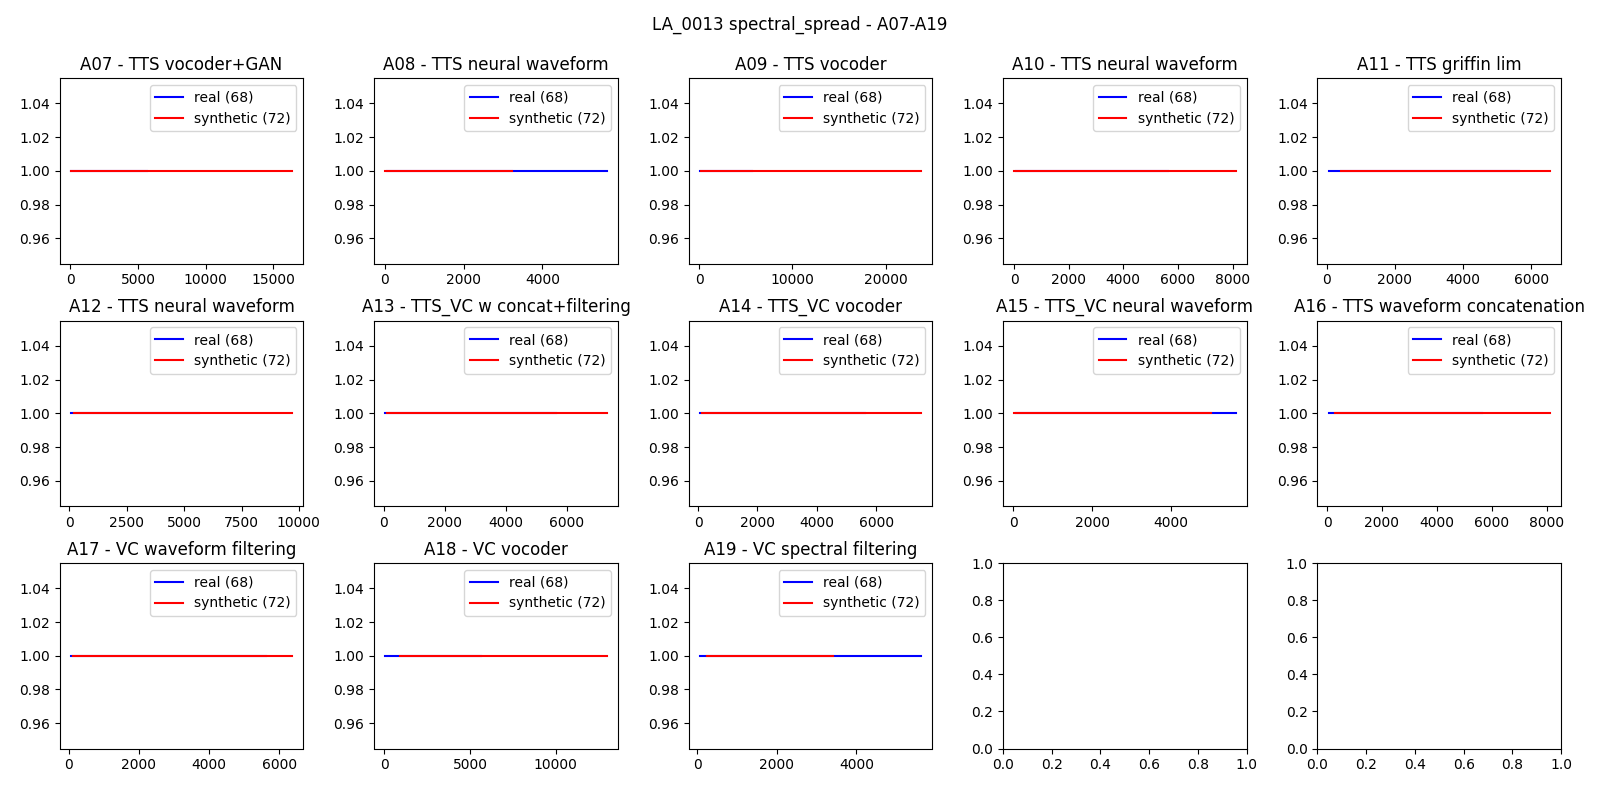 LA_0013 spectral_spread - A07-A19
A07 - TTS vocoder+GAN
real (68)
synthetic (72)
1.04
1.02
1.00
0.98
0.96
0 5000 10000 15000
A08 - TTS neural waveform
real (68)
synthetic (72)
1.04
1.02
1.00
0.98
0.96
0 2000 4000
A09 - TTS vocoder
real (68)
synthetic (72)
1.04
1.02
1.00
0.98
0.96
0 10000 20000
A10 - TTS neural waveform
real (68)
synthetic (72)
1.04
1.02
1.00
0.98
0.96
0 2000 4000 6000 8000
A11 - TTS griffin lim
real (68)
synthetic (72)
1.04
1.02
1.00
0.98
0.96
0 2000 4000 6000
A12 - TTS neural waveform
real (68)
synthetic (72)
1.04
1.02
1.00
0.98
0.96
0 2500 5000 7500 10000
A13 - TTS_VC w concat+filtering
real (68)
synthetic (72)
1.04
1.02
1.00
0.98
0.96
0 2000 4000 6000
A14 - TTS_VC vocoder
real (68)
synthetic (72)
1.04
1.02
1.00
0.98
0.96
0 2000 4000 6000
A15 - TTS_VC neural waveform
real (68)
synthetic (72)
1.04
1.02
1.00
0.98
0.96
0 2000 4000
A16 - TTS waveform concatenation
real (68)
synthetic (72)
1.04
1.02
1.00
0.98
0.96
0 2000 4000 6000 8000
A17 - VC waveform filtering
real (68)
synthetic (72)
1.04
1.02
1.00
0.98
0.96
0 2000 4000 6000
A18 - VC vocoder
real (68)
synthetic (72)
1.04
1.02
1.00
0.98
0.96
0 5000 10000
A19 - VC spectral filtering
real (68)
synthetic (72)
1.04
1.02
1.00
0.98
0.96
0 2000 4000
1.0
0.8
0.6
0.4
0.2
0.0
0.0 0.2 0.4 0.6 0.8 1.0
1.0
0.8
0.6
0.4
0.2
0.0
0.0 0.2 0.4 0.6 0.8 1.0